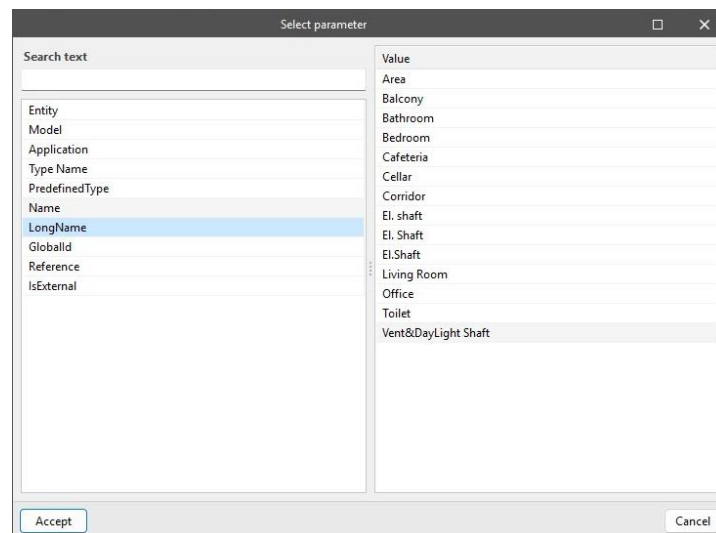 Select parameter
Search text
Entity
Model
Application
Type Name
PredefinedType
Name
LongName
GlobalId
Reference
IsExternal
Value
Area
Balcony
Bathroom
Bedroom
Cafeteria
Cellar
Corridor
El. shaft
El. Shaft
El.Shaft
Living Room
Office
Toilet
Vent&DayLight Shaft
Accept
Cancel